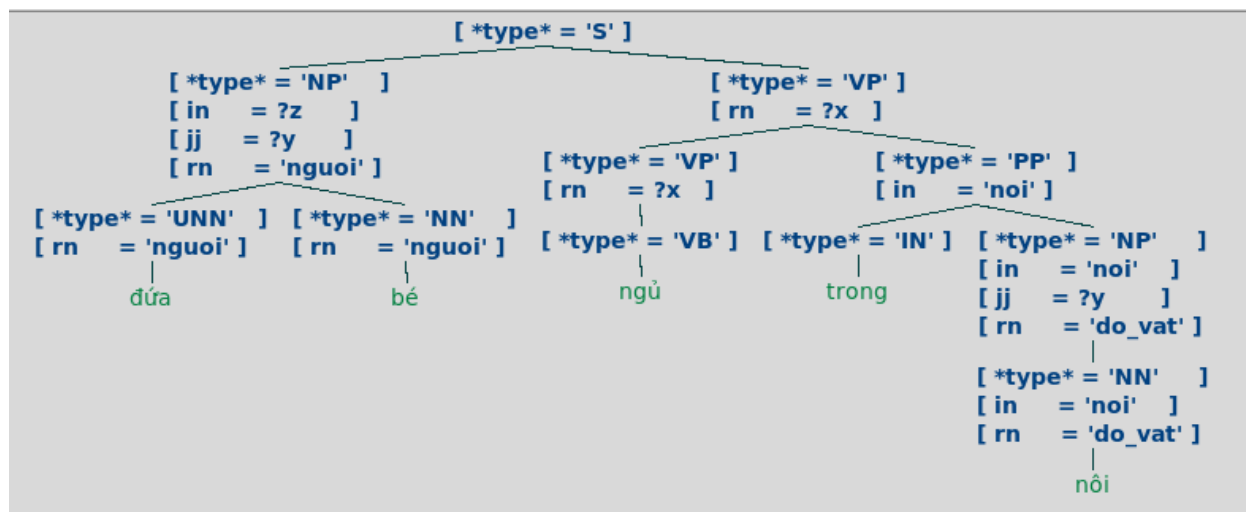 [ *type* = 'S' ]
[ *type* = 'NP' ] [ *type* = 'VP' ]
[ in = ?z ] [ rn = ?x ]
[ jj = ?y ]
[ rn = 'nguoi' ]
[ *type* = 'VP' ] [ *type* = 'PP' ]
[ rn = ?x ] [ in = 'noi' ]
[ *type* = 'UNN' ] [ *type* = 'NN' ]
[ rn = 'nguoi' ] [ rn = 'nguoi' ]
[ *type* = 'VB' ] [ *type* = 'IN' ] [ *type* = 'NP' ]
[ in = 'noi' ]
[ jj = ?y ]
[ rn = 'do_vat' ]
đứa bé ngủ trong
[ *type* = 'NN' ]
[ in = 'noi' ]
[ rn = 'do_vat' ]
nôi